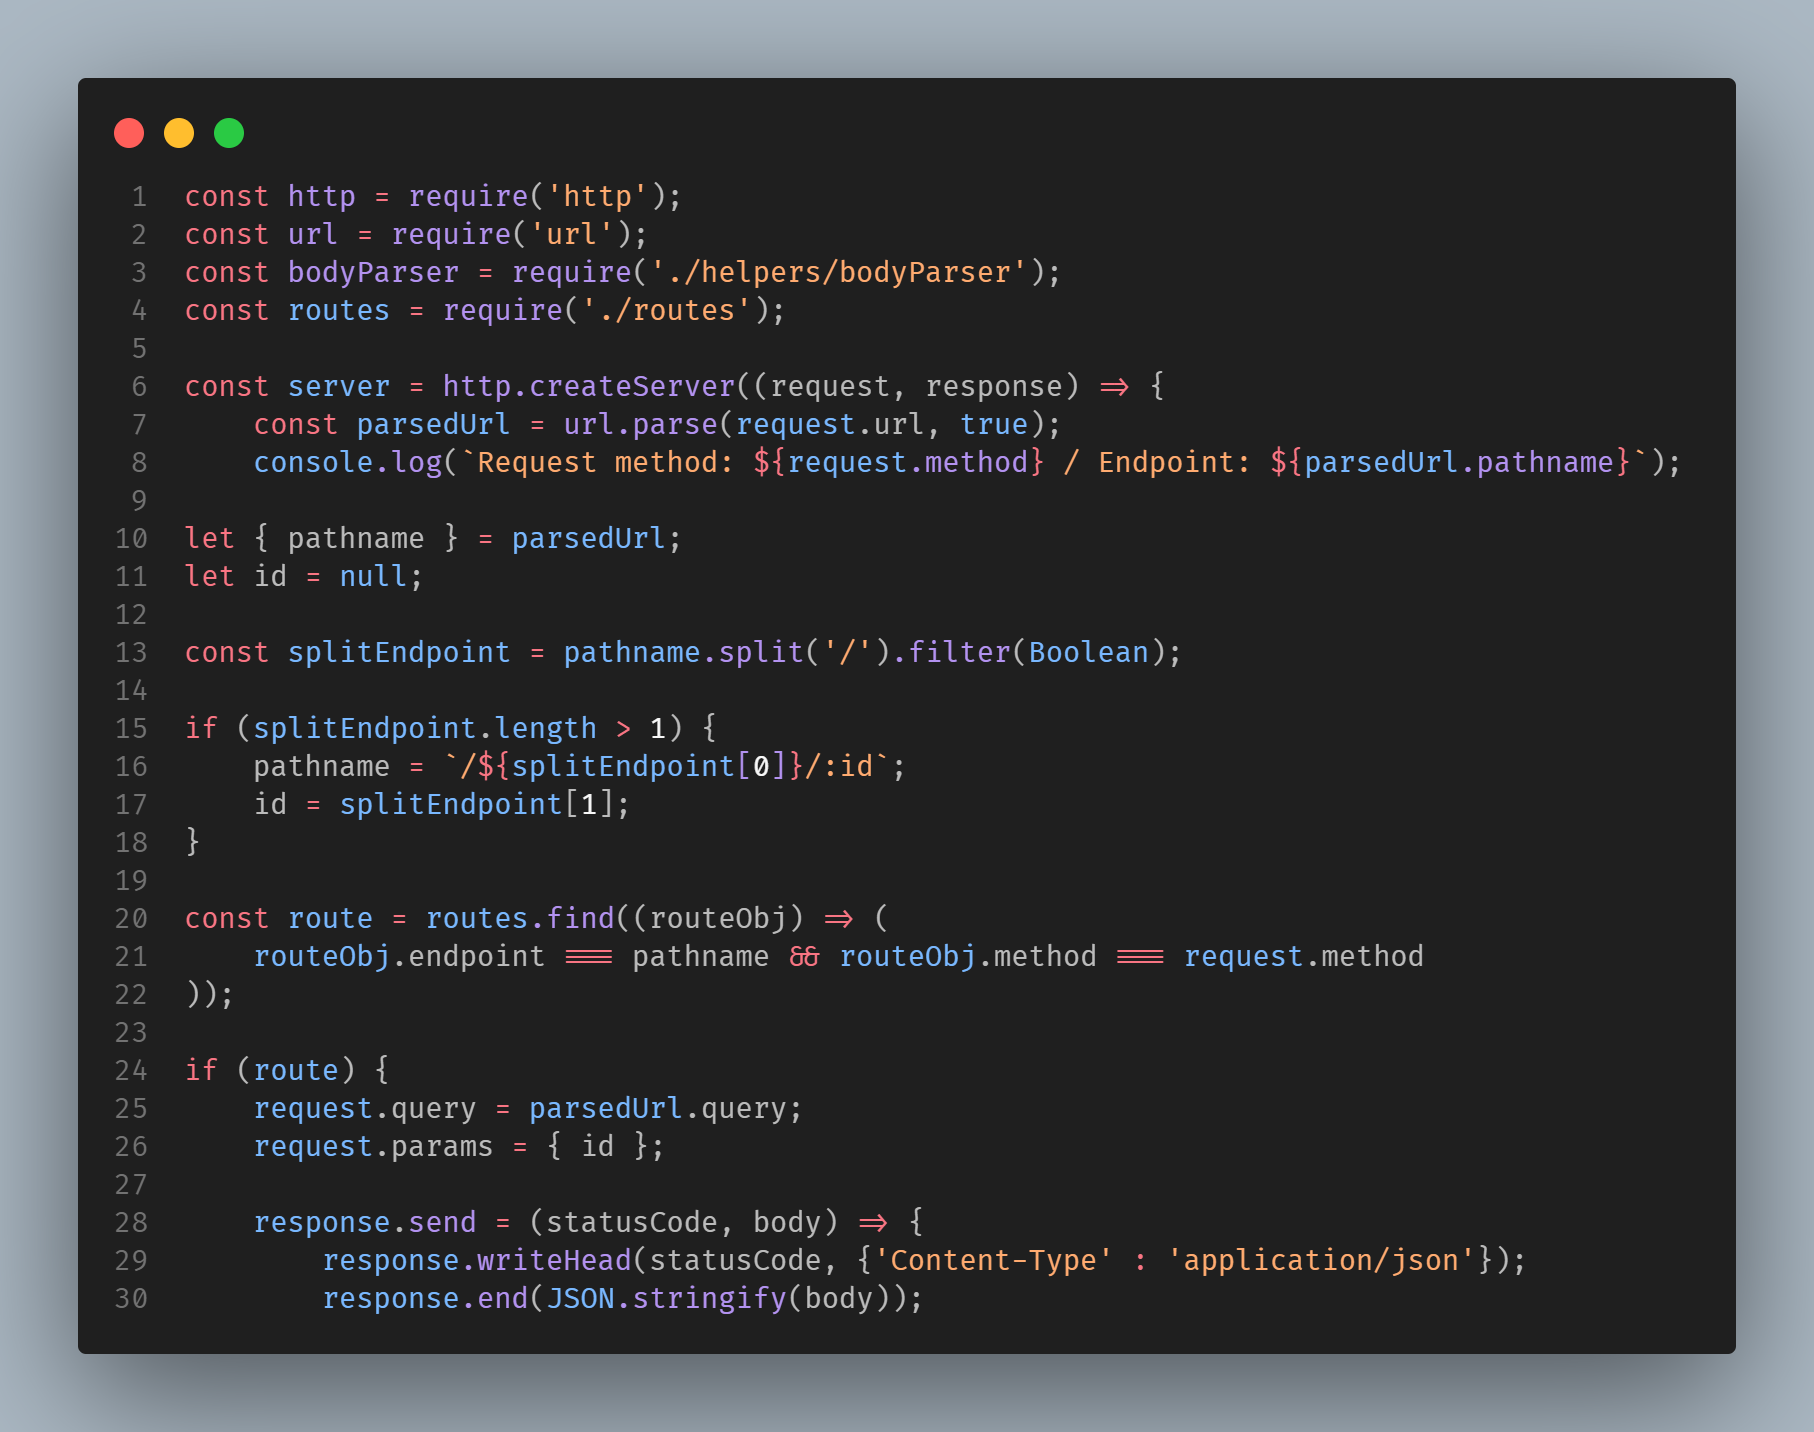 1 const http = require('http');
2 const url = require('url');
3 const bodyParser = require('./helpers/bodyParser');
4 const routes = require('./routes');
5
6 const server = http.createServer((request, response) => {
7     const parsedUrl = url.parse(request.url, true);
8     console.log(`Request method: ${request.method} / Endpoint: ${parsedUrl.pathname}`);
9
10 let { pathname } = parsedUrl;
11 let id = null;
12
13 const splitEndpoint = pathname.split('/').filter(Boolean);
14
15 if (splitEndpoint.length > 1) {
16     pathname = `/${splitEndpoint[0]}/:id`;
17     id = splitEndpoint[1];
18 }
19
20 const route = routes.find((routeObj) => (
21     routeObj.endpoint === pathname && routeObj.method === request.method
22 ));
23
24 if (route) {
25     request.query = parsedUrl.query;
26     request.params = { id };
27
28     response.send = (statusCode, body) => {
29         response.writeHead(statusCode, {'Content-Type' : 'application/json'});
30         response.end(JSON.stringify(body));